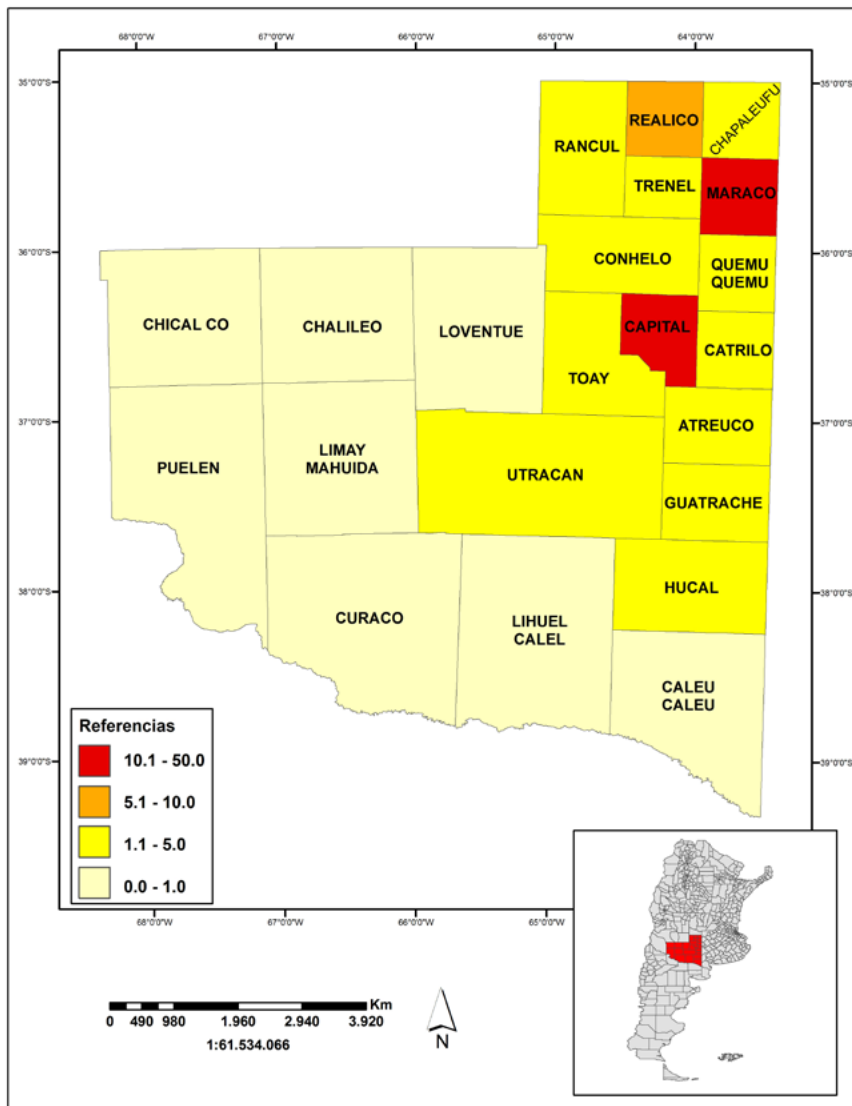 68°0'0"W
67°0'0"W
66°0'0"W
65°0'0"W
64°0'0"W
35°0'0"S
35°0'0"S
REALICO
CHAPALEUFU
RANCUL
TRENEL
MARACO
36°0'0"S
36°0'0"S
CONHELO
QUEMU
QUEMU
CHICAL CO
CHALILEO
LOVENTUE
CAPITAL
CATRILO
TOAY
37°0'0"S
37°0'0"S
ATREUCO
PUELEN
LIMAY
MAHUIDA
UTRACAN
GUATRACHE
38°0'0"S
38°0'0"S
HUCAL
CURACO
LIHUEL
CALEL
CALEU
CALEU
Referencias
10.1 - 50.0
5.1 - 10.0
1.1 - 5.0
0.0 - 1.0
39°0'0"S
39°0'0"S
68°0'0"W
67°0'0"W
66°0'0"W
65°0'0"W
Km
0 490 980 1.960 2.940 3.920
1:61.534.066
N